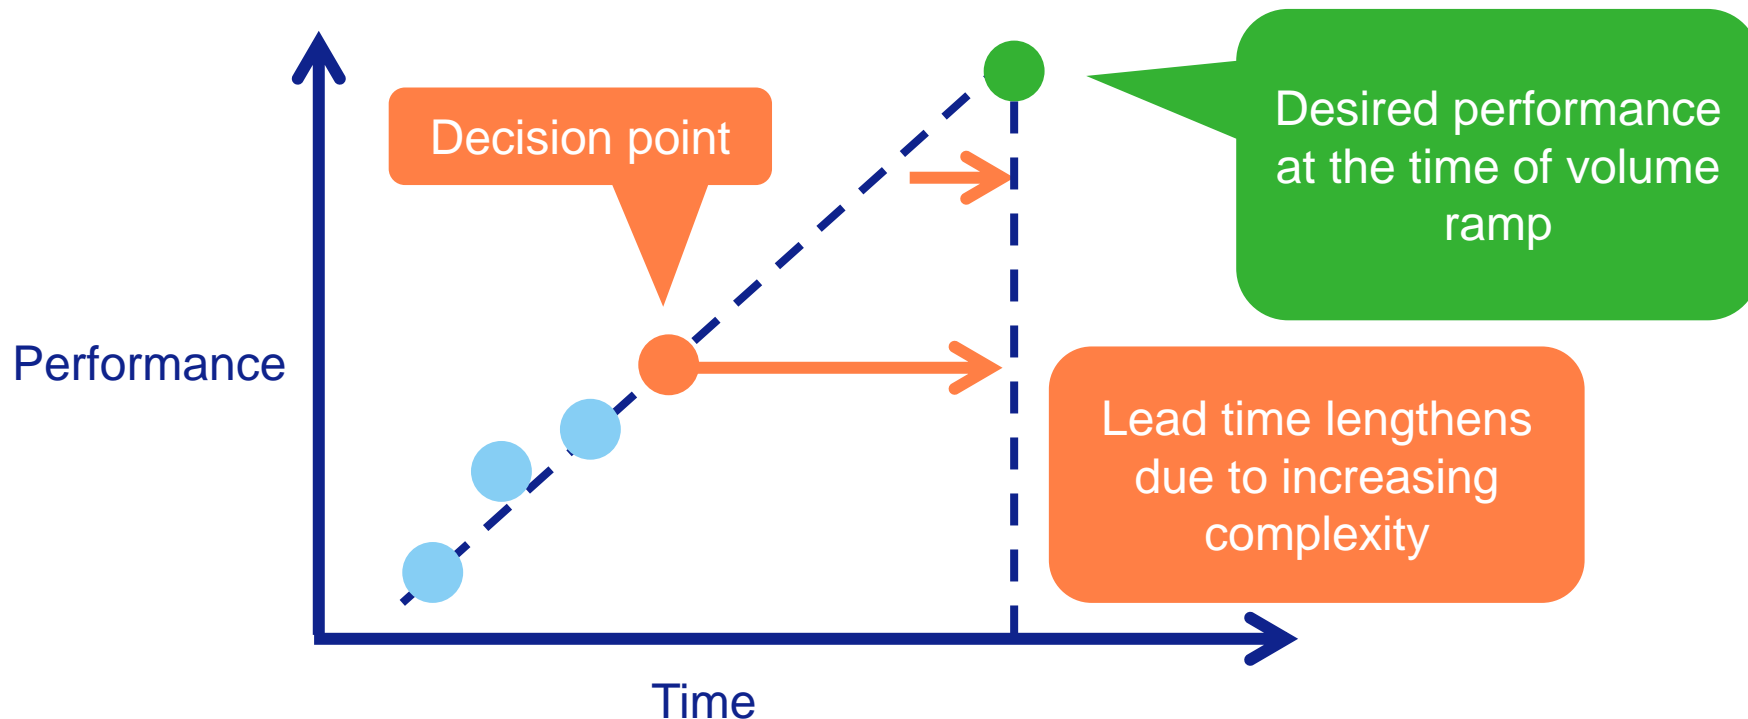 Decision point
Desired performance
at the time of volume
ramp
Performance
Lead time lengthens
due to increasing
complexity
Time